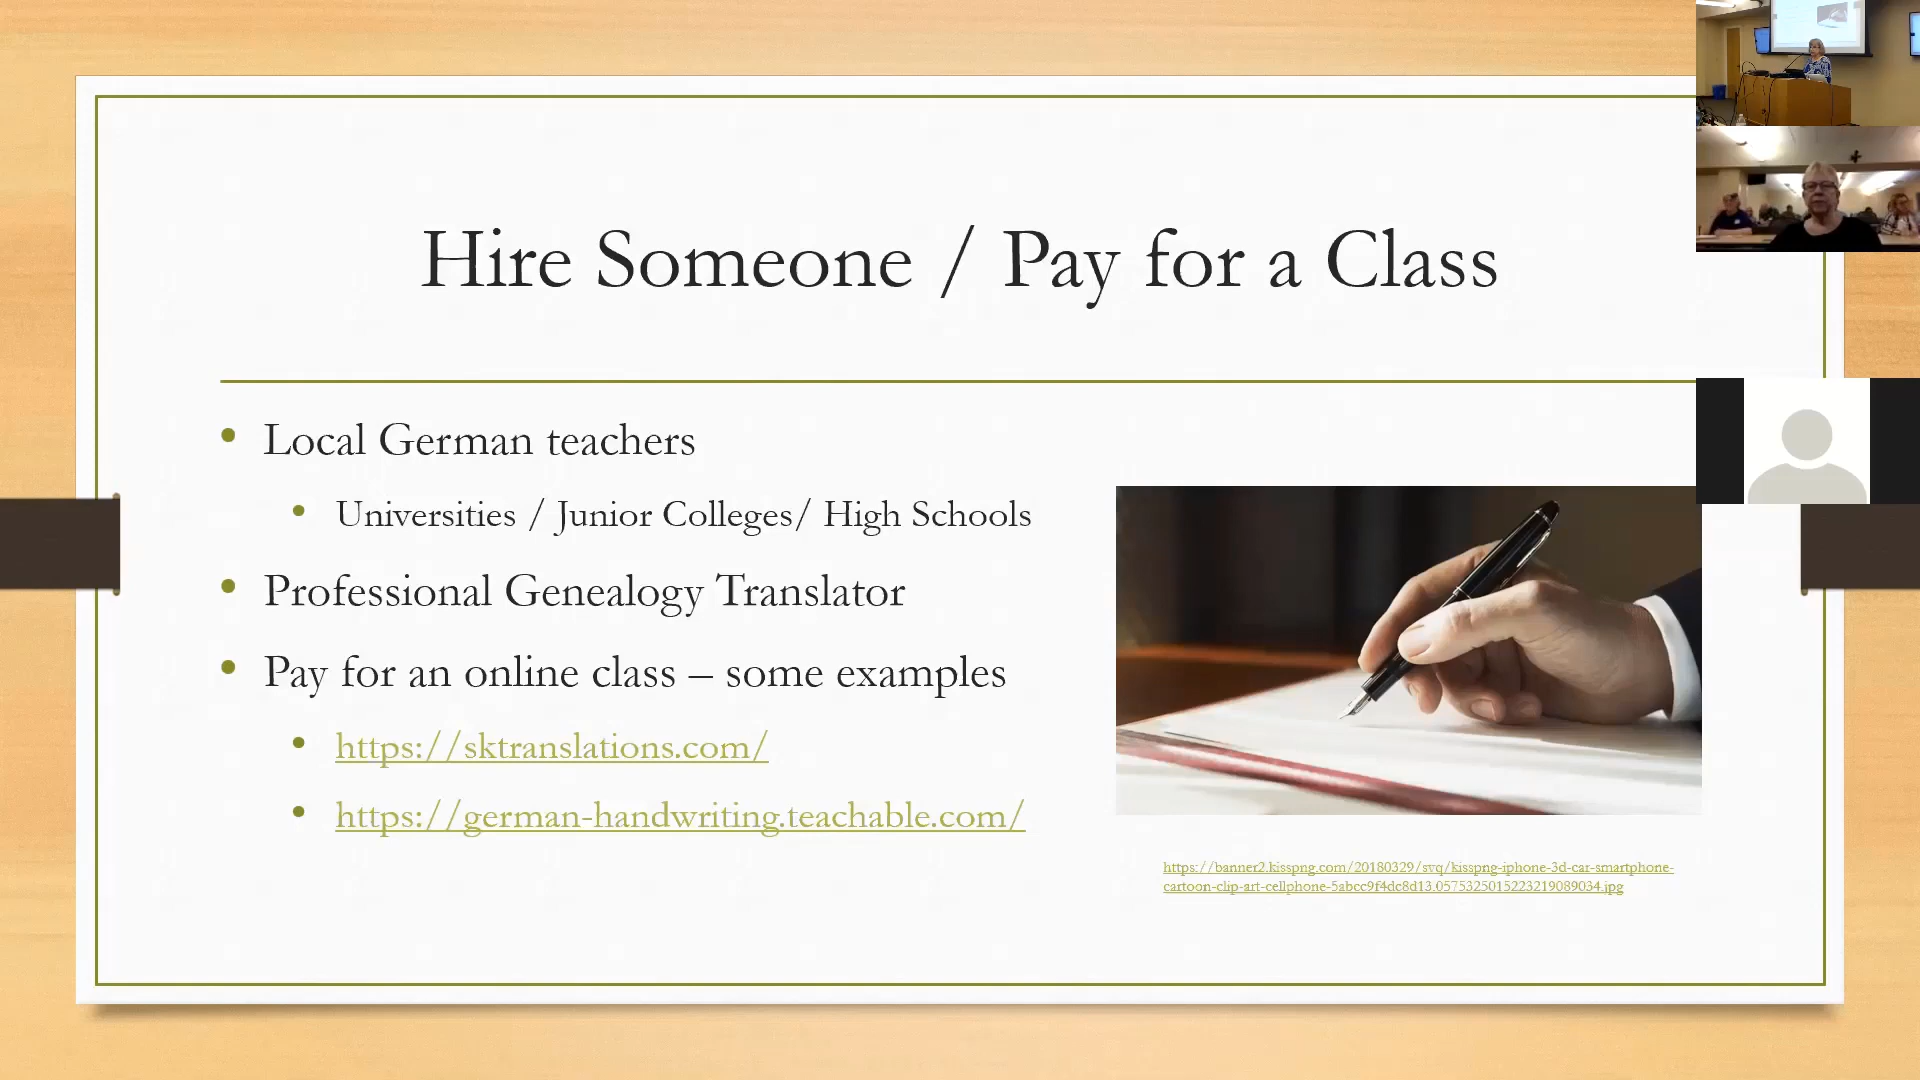 Hire Someone / Pay for a Class
Local German teachers
Universities / Junior Colleges/ High Schools
Professional Genealogy Translator
Pay for an online class – some examples
https://sktranslations.com/
https://german-handwriting.teachable.com/
https://banner2.kisspng.com/20180329/svq/kisspng-iphone-3d-car-smartphone-
cartoon-clip-art-cellphone-5abcc9f4dc8d13.0575325015223219089034.jpg